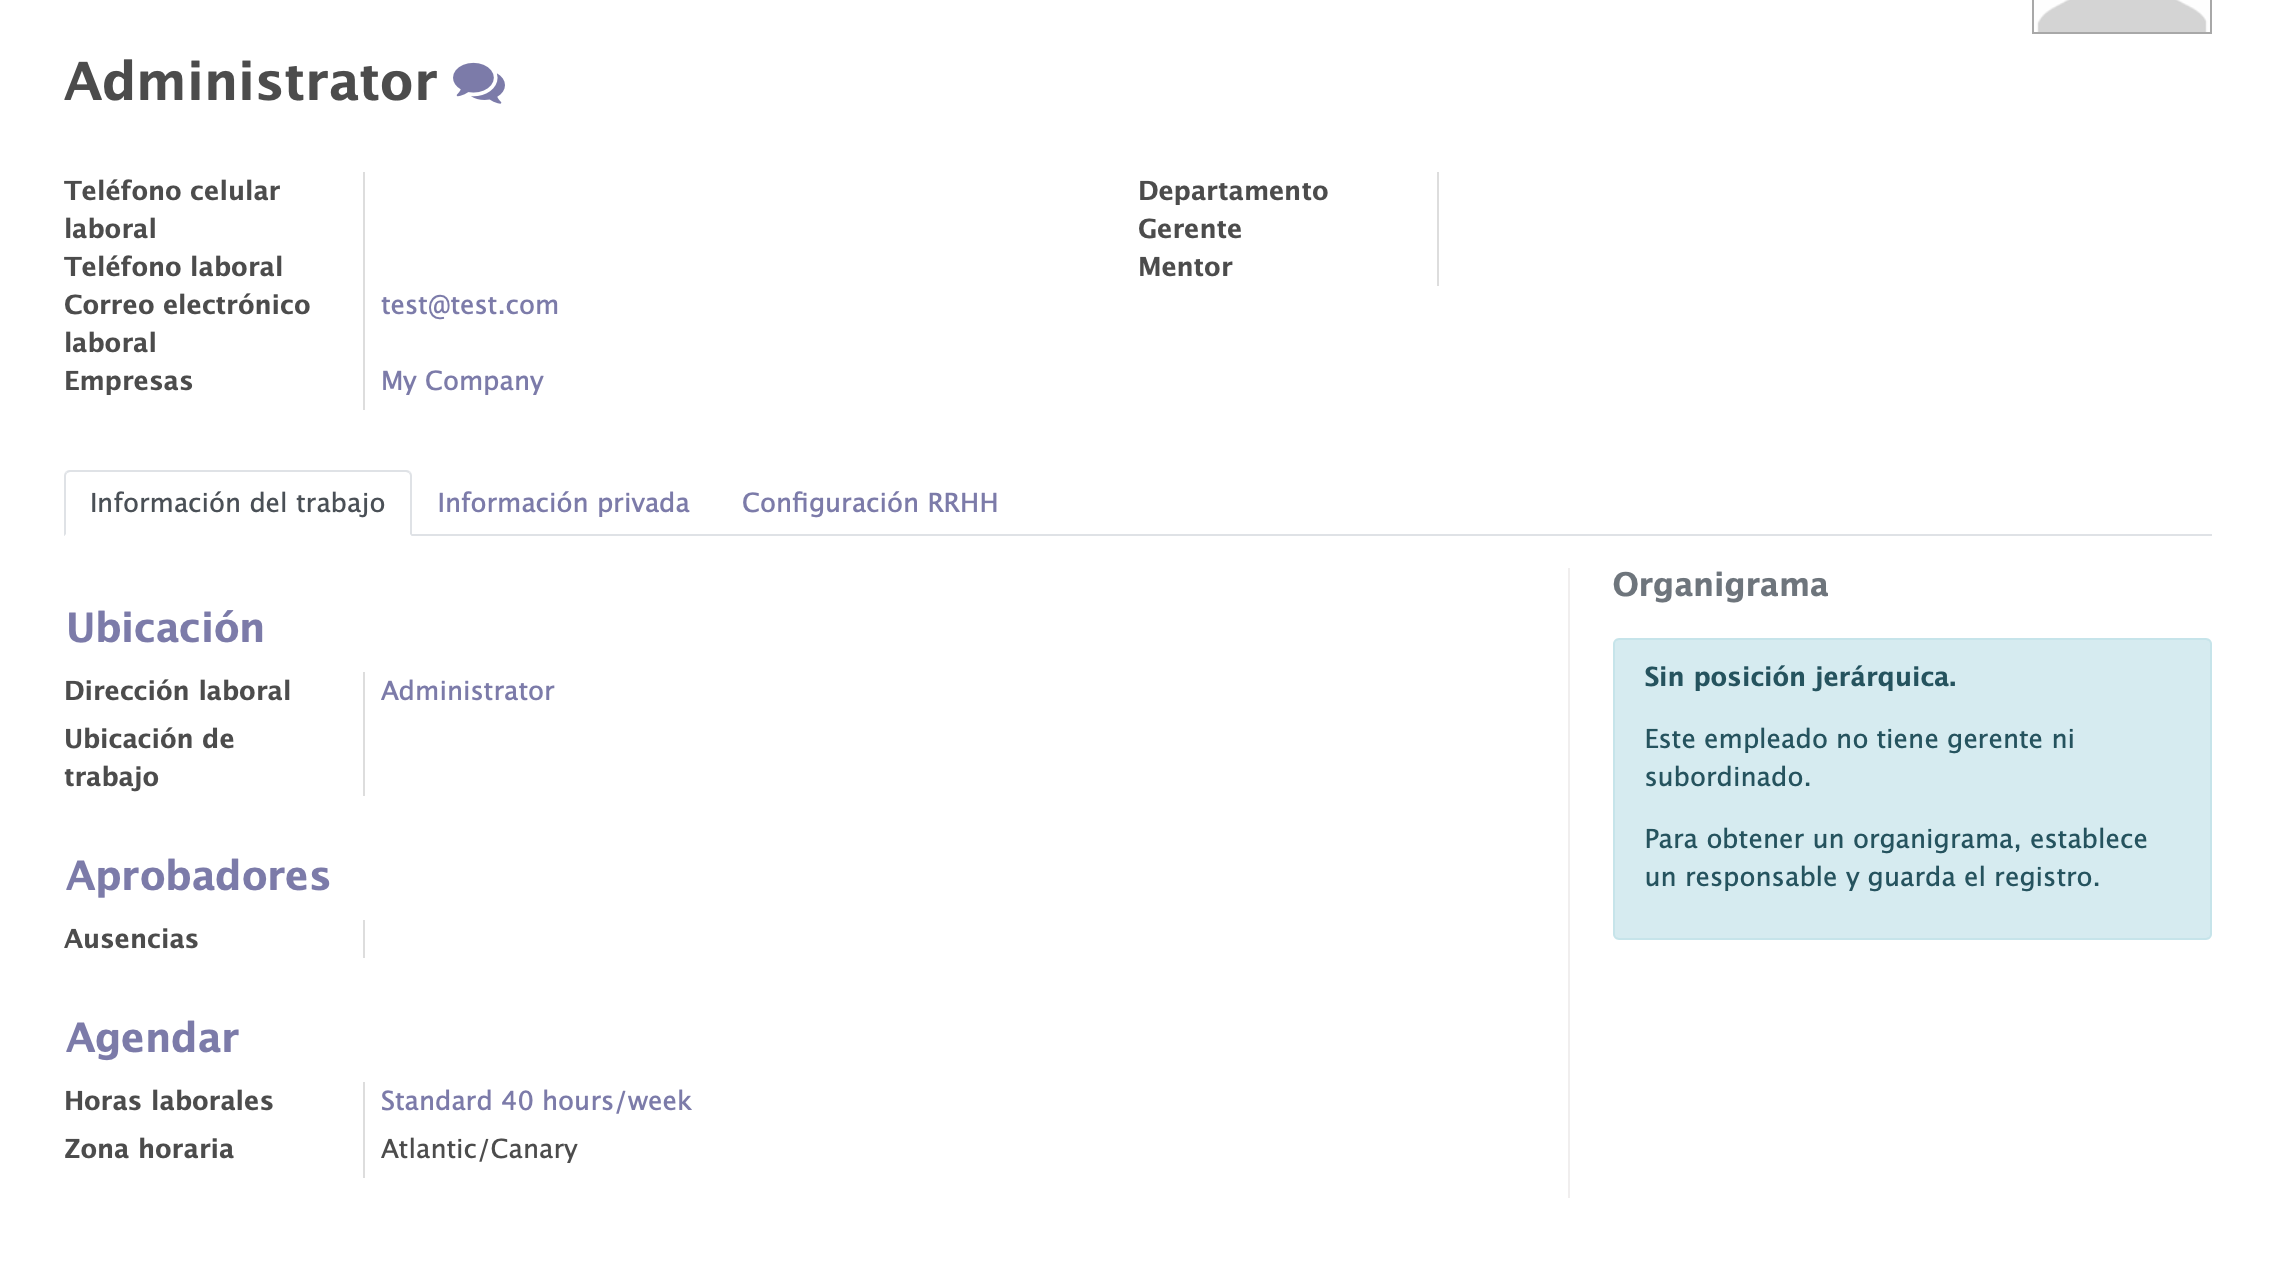 Administrator
Teléfono celular
laboral
Teléfono laboral
Correo electrónico test@test.com
laboral
Empresas My Company
Departamento
Gerente
Mentor
Información del trabajo Información privada Configuración RRHH
Ubicación
Dirección laboral Administrator
Ubicación de
trabajo
Aprobadores
Ausencias
Agendar
Horas laborales Standard 40 hours/week
Zona horaria Atlantic/Canary
Organigrama
Sin posición jerárquica.
Este empleado no tiene gerente ni
subordinado.
Para obtener un organigrama, establece
un responsable y guarda el registro.